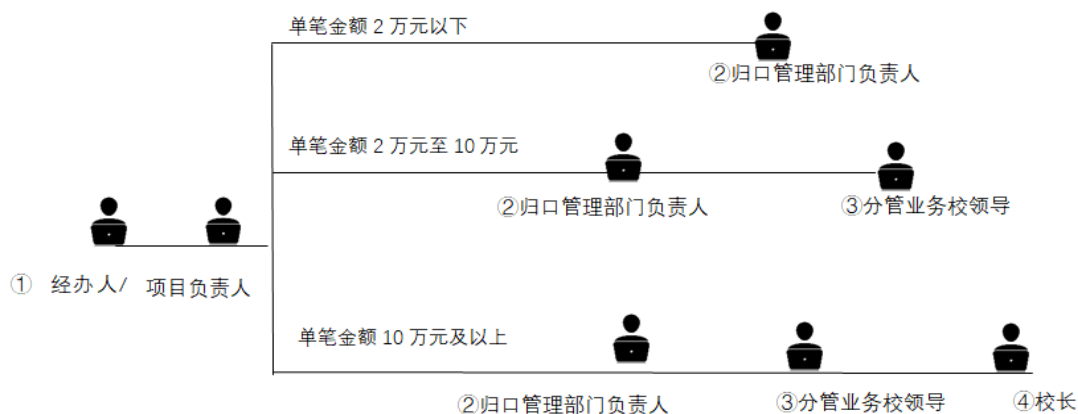 单笔金额 2 万元以下
②归口管理部门负责人
单笔金额 2 万元至 10 万元
②归口管理部门负责人
③分管业务校领导
① 经办人/ 项目负责人
单笔金额 10 万元及以上
②归口管理部门负责人
③分管业务校领导
④校长